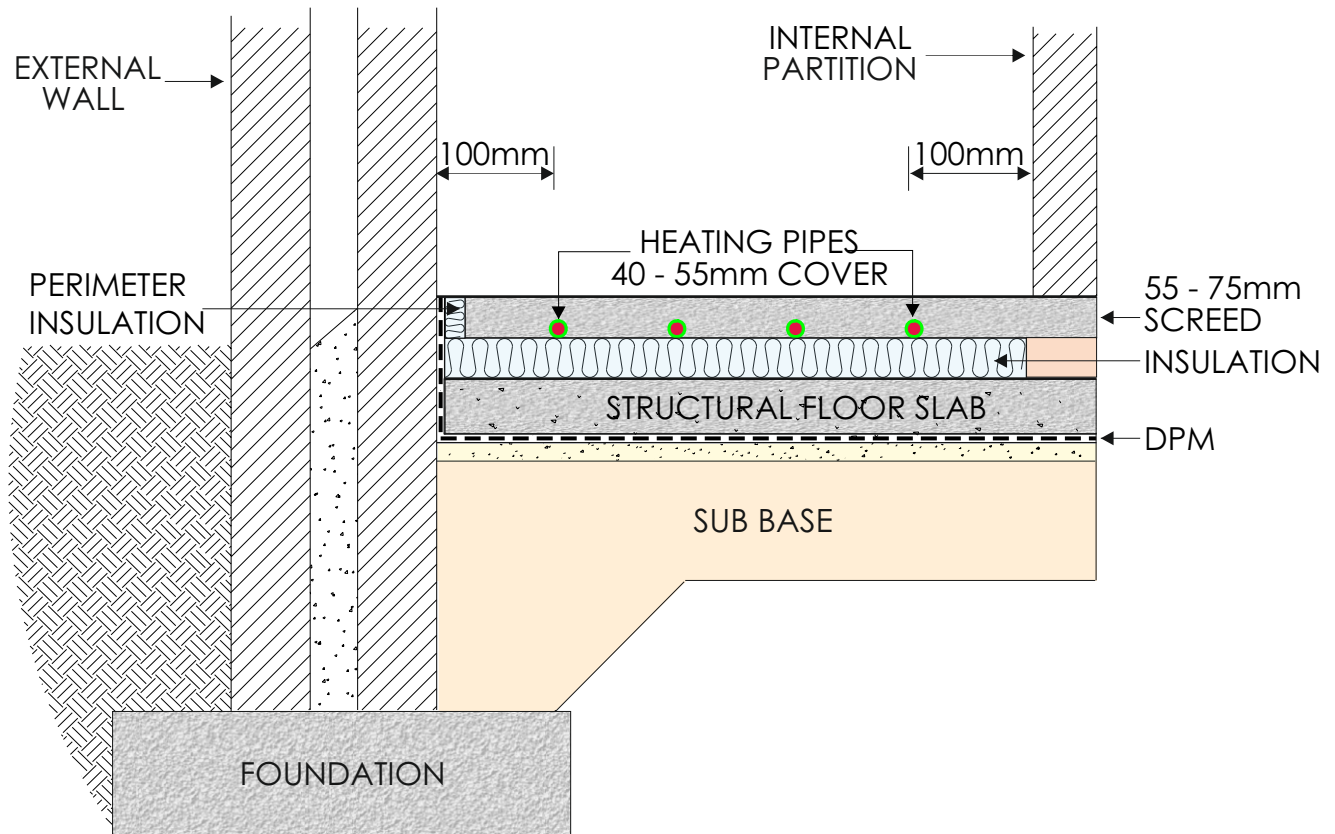 EXTERNAL
WALL
INTERNAL
PARTITION
100mm
100mm
HEATING PIPES
40 - 55mm COVER
PERIMETER
INSULATION
55 - 75mm
SCREED
INSULATION
STRUCTURAL FLOOR SLAB
DPM
SUB BASE
FOUNDATION